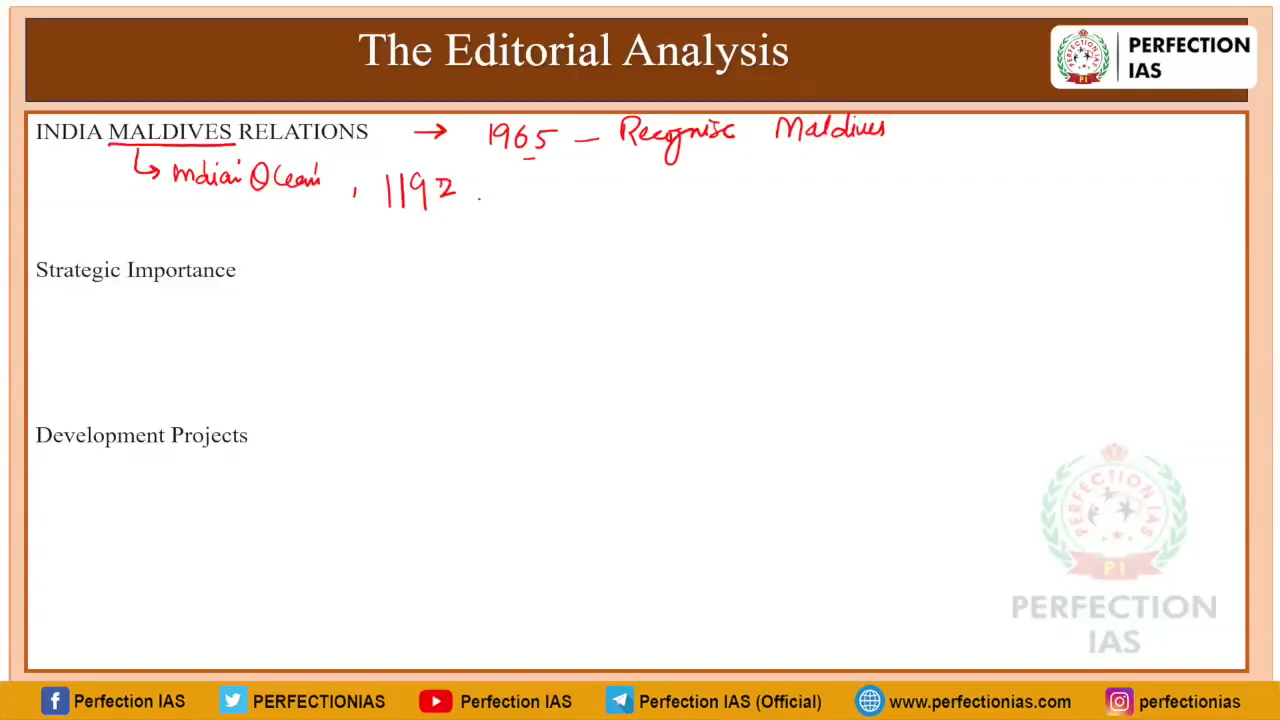 The Editorial Analysis
PERFECTION
IAS
INDIA MALDIVES RELATIONS → 1965 - Recognise Maldives
↳ Indian Ocean , 1192 .
Strategic Importance
Development Projects
PERFECTION IAS
PI
PERFECTION
IAS
Perfection IAS PERFECTIONIAS Perfection IAS Perfection IAS (Official) www.perfectionias.com perfectionias